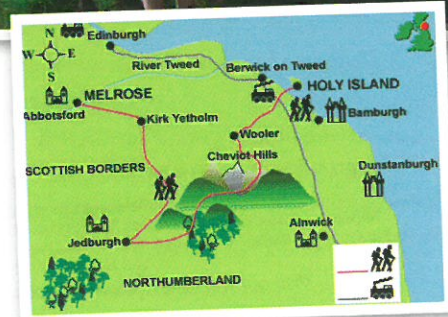 N
Edinburgh
W
E
S
River Tweed
Berwick on Tweed
HOLY ISLAND
MELROSE
Abbotsford
Kirk Yetholm
Bamburgh
Wooler
Cheviot Hills
SCOTTISH BORDERS
Dunstanburgh
Jedburgh
Alnwick
NORTHUMBERLAND